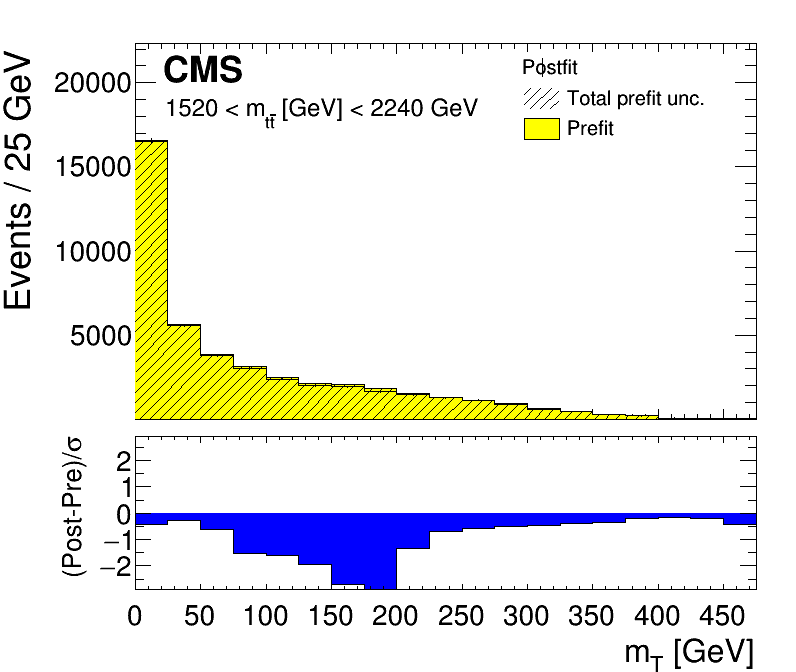 CMS
1520 < m_tt̄ [GeV] < 2240 GeV
Postfit
Total prefit unc.
Prefit
Events / 25 GeV
20000
15000
10000
5000
(Post-Pre)/σ
2
1
0
−1
−2
0 50 100 150 200 250 300 350 400 450
m_T [GeV]